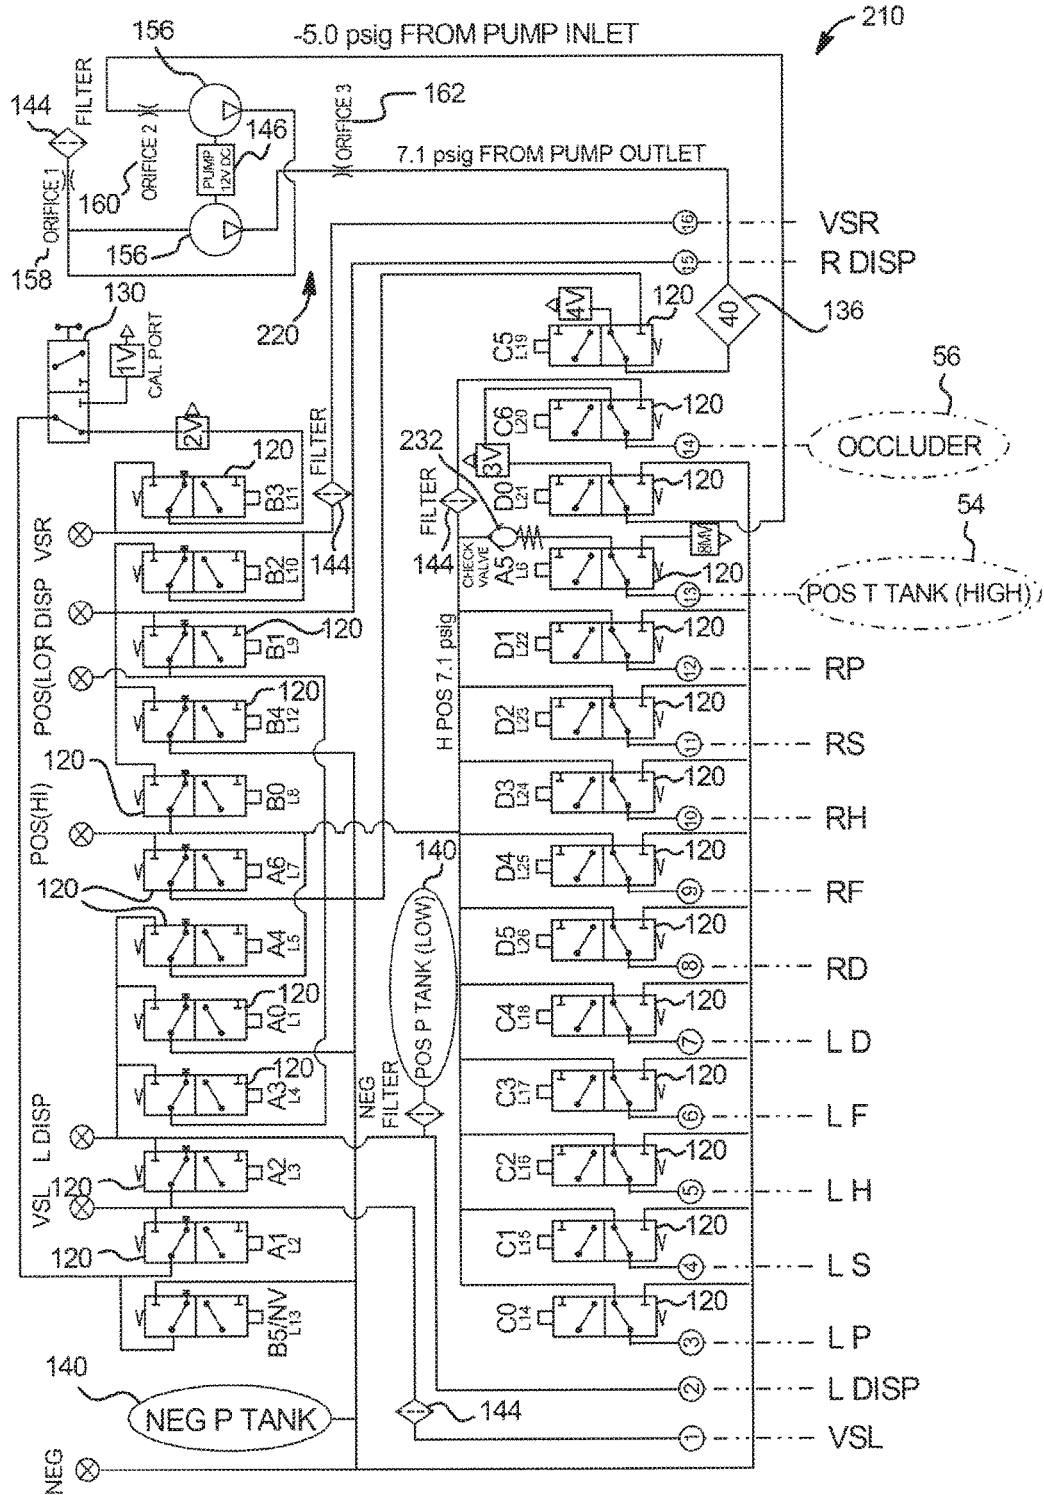 -5.0 psig FROM PUMP INLET
210
156
144
FILTER
ORIFICE 2
160
ORIFICE 1
158
PUMP
12V DC
146
156
ORIFICE 3
162
7.1 psig FROM PUMP OUTLET
220
130
1V
CAL PORT
2V
16
VSR
15
R DISP
40
136
4V
C5
L19
120
56
C6
L20
120
14
OCCLUDER
3V
232
FILTER
144
D0
L21
120
54
CHECK
VALVE
A5
L6
120
8MV
13
POS T TANK (HIGH)
H POS 7.1 psig
D1
L22
120
12
RP
D2
L23
120
11
RS
D3
L24
120
10
RH
D4
L25
120
9
RF
D5
L26
120
8
RD
C4
L18
120
7
L D
C3
L17
120
6
L F
C2
L16
120
5
L H
C1
L15
120
4
L S
C0
L14
120
3
L P
2
L DISP
1
VSL
VSR
120
B3
L11
FILTER
144
B2
L10
R DISP
120
B1
L9
POS(LO)
120
B4
L12
120
B0
L8
POS(HI)
A6
L7
120
A4
L5
120
A0
L1
120
A3
L4
140
POS P TANK (LOW)
NEG
FILTER
L DISP
120
A2
L3
VSL
120
A1
L2
B5/NV
L13
140
NEG P TANK
144
NEG